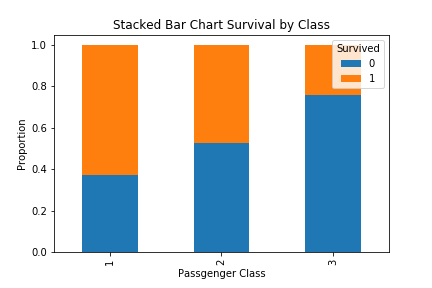 Stacked Bar Chart Survival by Class
Survived
0
1
1.0
0.8
0.6
0.4
0.2
0.0
Proportion
1
2
3
Passgenger Class